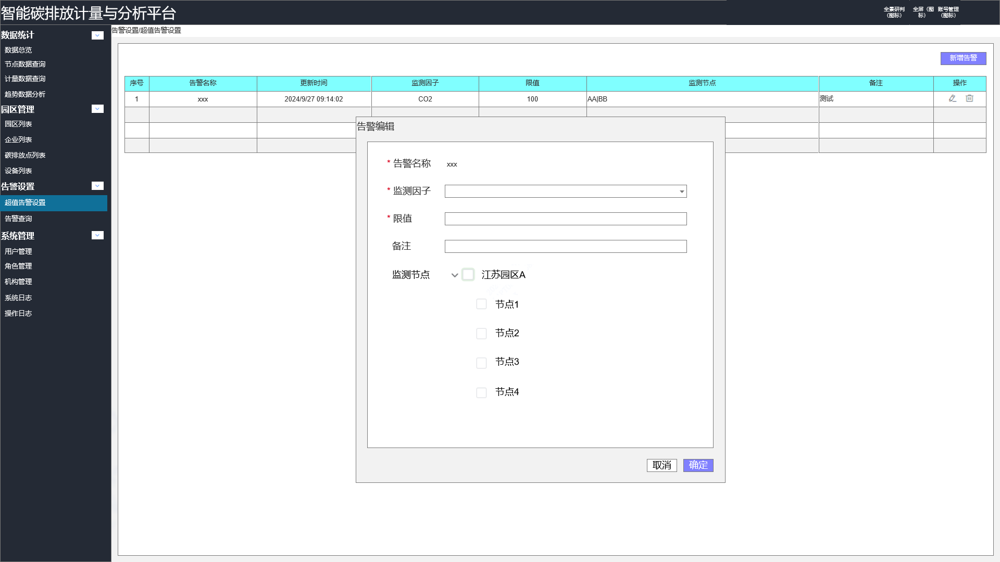 智能碳排放计量与分析平台
全景研判（图标）
全屏（图标）
账号管理（图标）
数据统计
数据总览
节点数据查询
计量数据查询
趋势数据分析
园区管理
园区列表
企业列表
碳排放点列表
设备列表
告警设置
超值告警设置
告警查询
系统管理
用户管理
角色管理
机构管理
系统日志
操作日志
告警设置/超值告警设置
新增告警
序号 告警名称 更新时间 监测因子 限值 监测节点 备注 操作
1 xxx 2024/9/27 09:14:02 CO2 100 AA|BB 测试
告警编辑
* 告警名称 xxx
* 监测因子
* 限值
备注
监测节点 江苏园区A
节点1
节点2
节点3
节点4
取消 确定